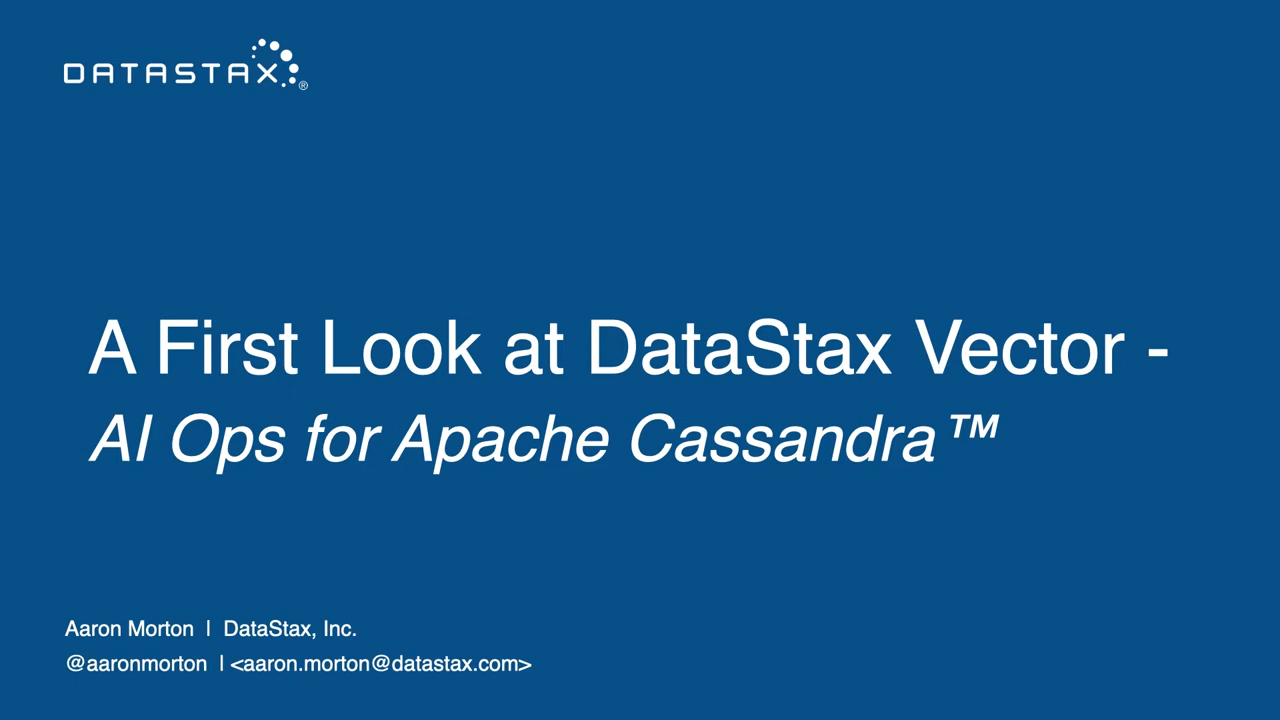 DATASTAX®
A First Look at DataStax Vector -
AI Ops for Apache Cassandra™
Aaron Morton | DataStax, Inc.
@aaronmorton | <aaron.morton@datastax.com>